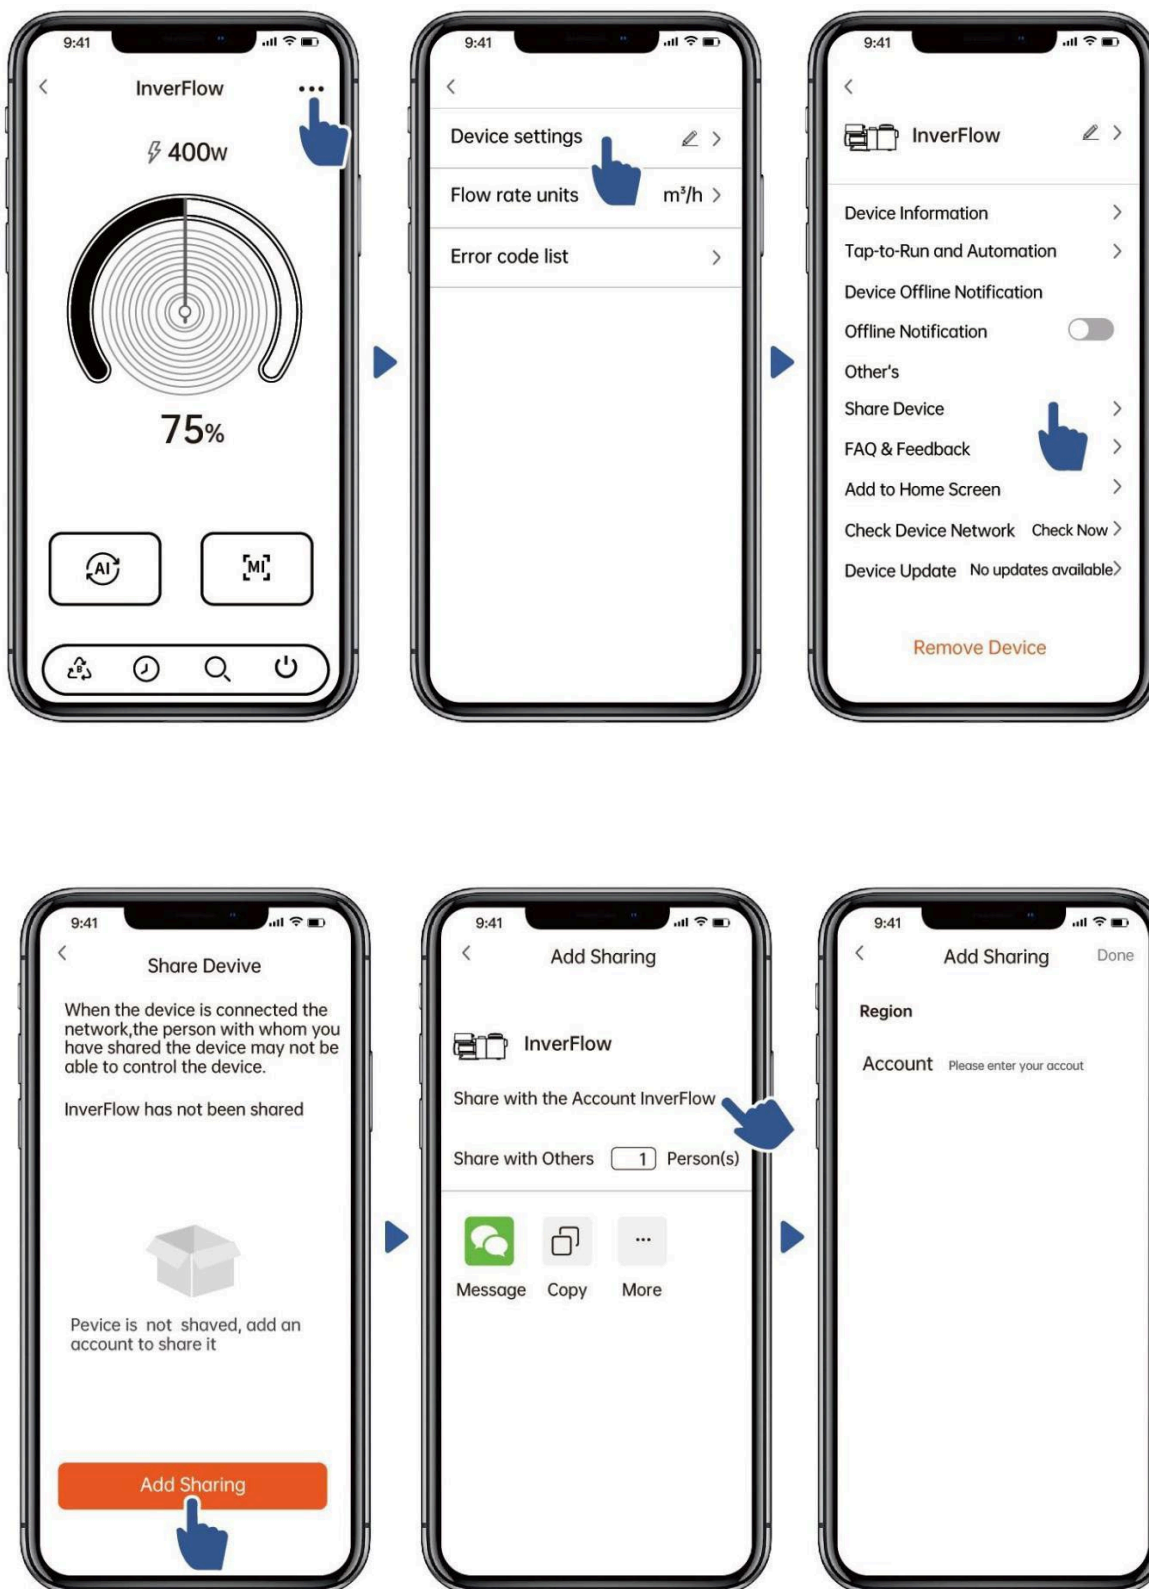 9:41
InverFlow
400w
75%
AI
MI
B
9:41
Device settings
Flow rate units m³/h
Error code list
9:41
InverFlow
Device Information
Tap-to-Run and Automation
Device Offline Notification
Offline Notification
Other's
Share Device
FAQ & Feedback
Add to Home Screen
Check Device Network Check Now
Device Update No updates available
Remove Device
9:41
Share Devive
When the device is connected the
network,the person with whom you
have shared the device may not be
able to control the device.
InverFlow has not been shared
Pevice is not shaved, add an
account to share it
Add Sharing
9:41
Add Sharing
InverFlow
Share with the Account InverFlow
Share with Others 1 Person(s)
Message Copy More
9:41
Add Sharing Done
Region
Account Please enter your accout